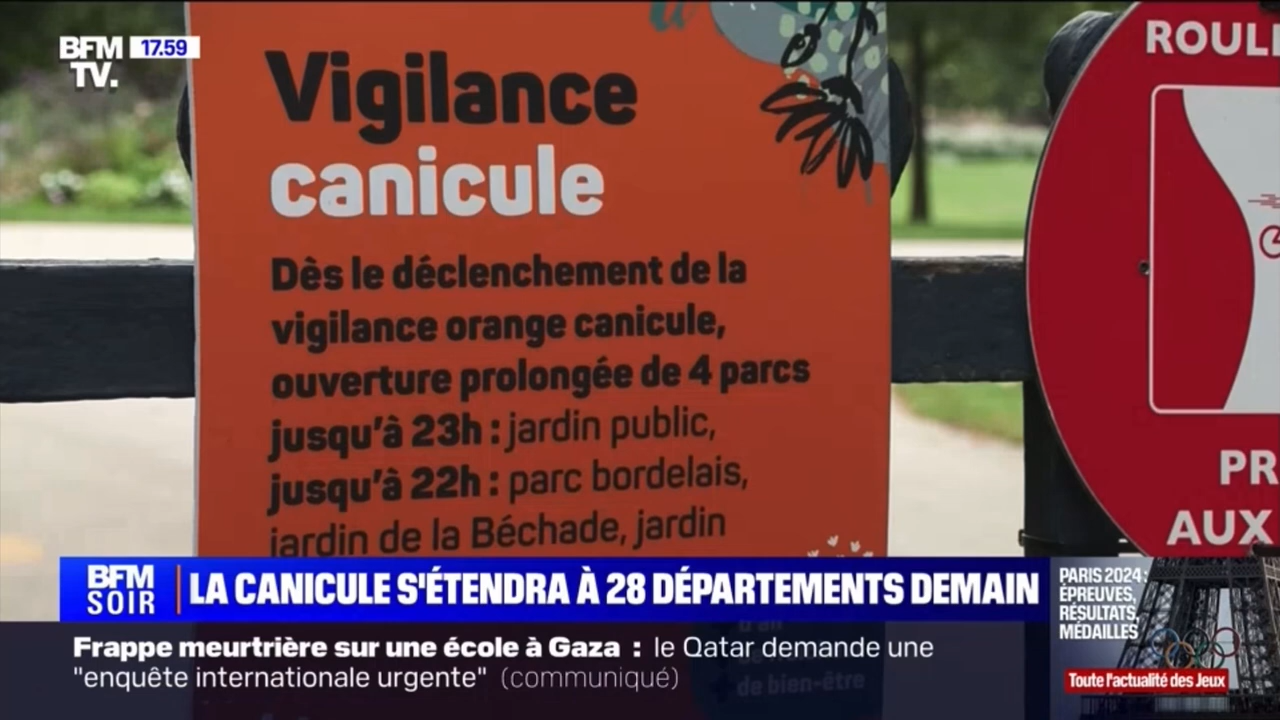 BFM
TV.
17.59
Vigilance
canicule
Dès le déclenchement de la
vigilance orange canicule,
ouverture prolongée de 4 parcs
jusqu'à 23h : jardin public,
jusqu'à 22h : parc bordelais,
jardin de la Béchade, jardin
de bien-être
ROUL
PR
AUX
BFM
SOIR
LA CANICULE S'ÉTENDRA À 28 DÉPARTEMENTS DEMAIN
PARIS 2024 :
ÉPREUVES,
RÉSULTATS,
MÉDAILLES
Toute l'actualité des Jeux
Frappe meurtrière sur une école à Gaza : le Qatar demande une
"enquête internationale urgente" (communiqué)